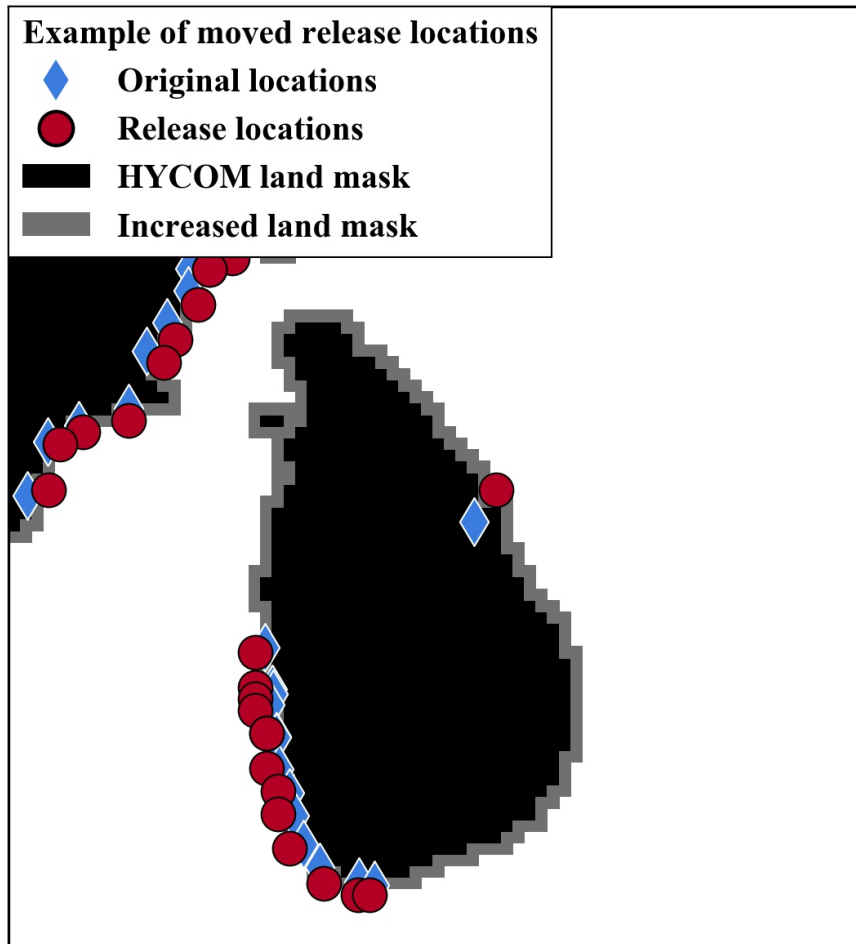 Example of moved release locations
Original locations
Release locations
HYCOM land mask
Increased land mask